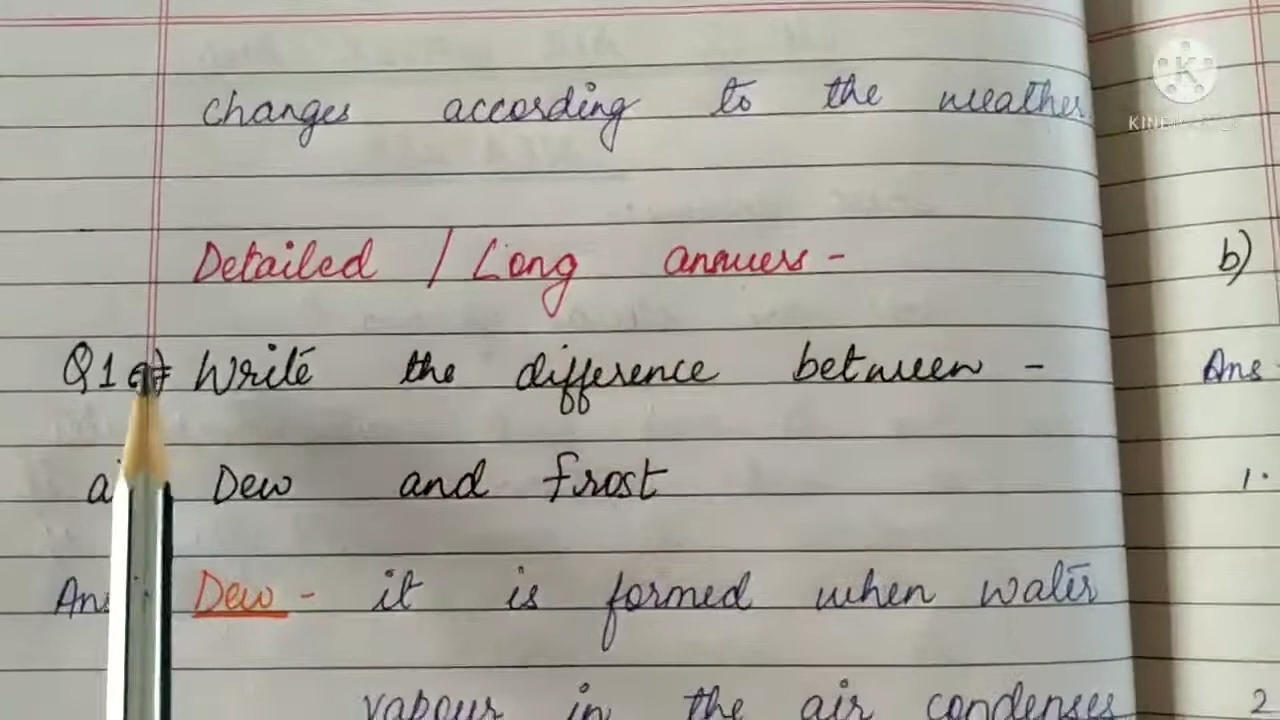 changes according to the weather
Detailed / Long answers -
Q1 Write the difference between -
a Dew and frost
Ans Dew - it is formed when water
vapour in the air condenses
b)
Ans
1.
2
K